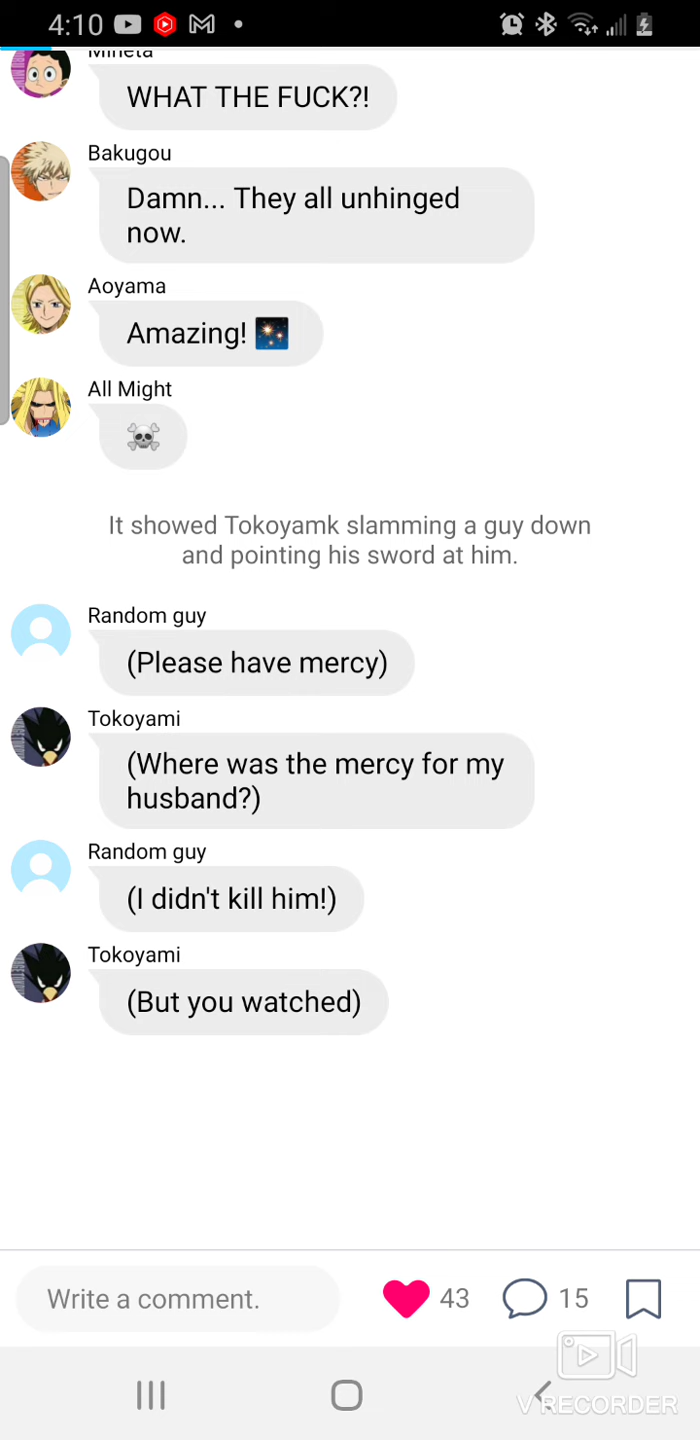 4:10
Mineta
WHAT THE FUCK?!
Bakugou
Damn... They all unhinged
now.
Aoyama
Amazing! 🎇
All Might
☠️
It showed Tokoyamk slamming a guy down
and pointing his sword at him.
Random guy
(Please have mercy)
Tokoyami
(Where was the mercy for my
husband?)
Random guy
(I didn't kill him!)
Tokoyami
(But you watched)
Write a comment.
43
15
V RECORDER